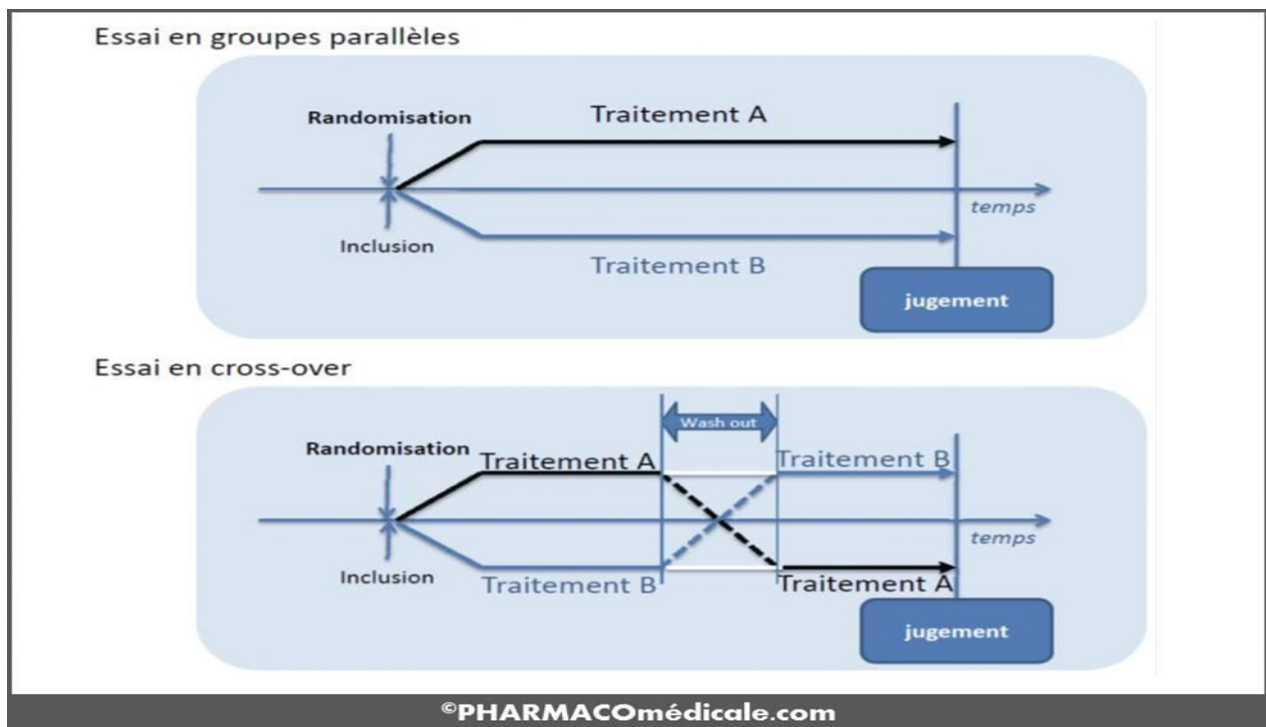 Essai en groupes parallèles
Randomisation
Traitement A
temps
Inclusion
Traitement B
jugement
Essai en cross-over
Wash out
Randomisation
Traitement A
Traitement B
temps
Inclusion
Traitement B
Traitement A
jugement
©PHARMACOmédicale.com